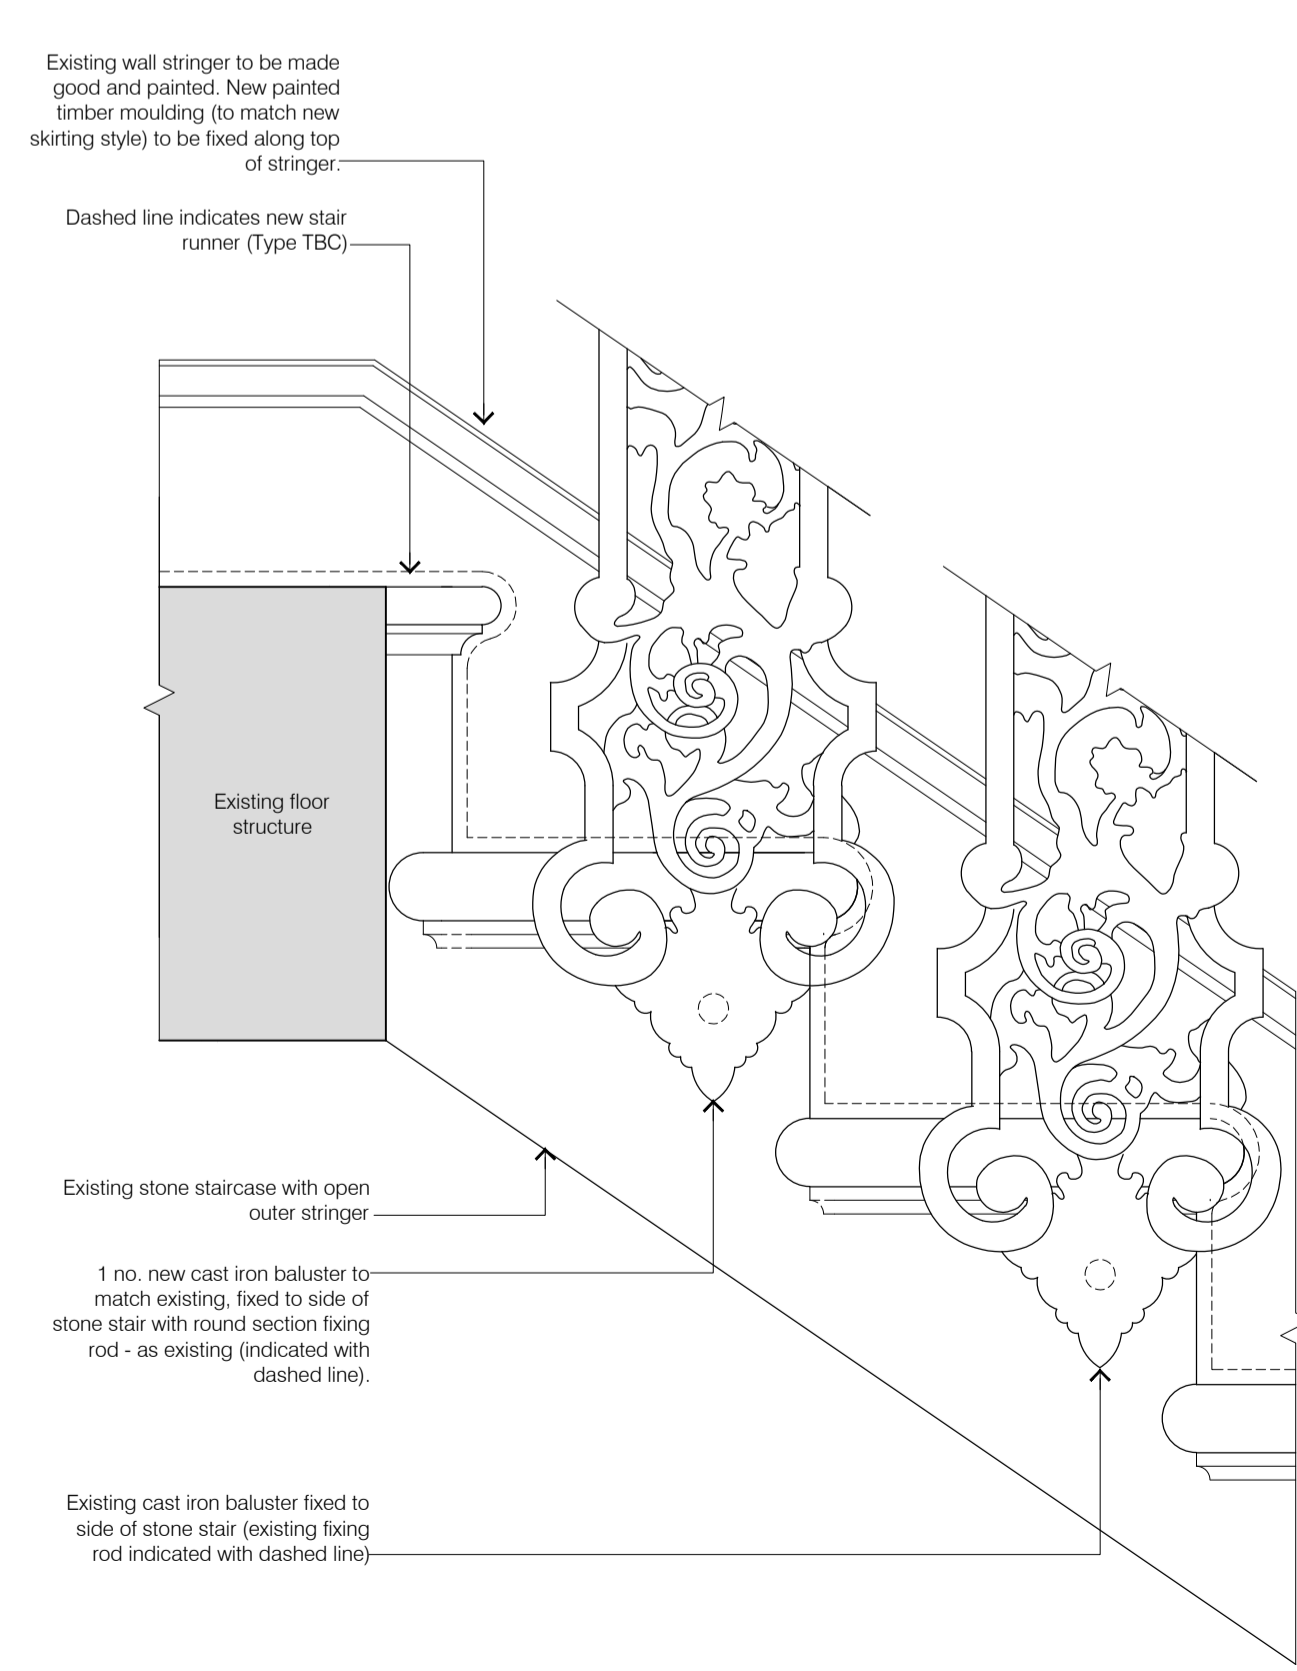 Existing wall stringer to be made
good and painted. New painted
timber moulding (to match new
skirting style) to be fixed along top
of stringer.
Dashed line indicates new stair
runner (Type TBC)
Existing floor
structure
Existing stone staircase with open
outer stringer
1 no. new cast iron baluster to
match existing, fixed to side of
stone stair with round section fixing
rod - as existing (indicated with
dashed line).
Existing cast iron baluster fixed to
side of stone stair (existing fixing
rod indicated with dashed line)